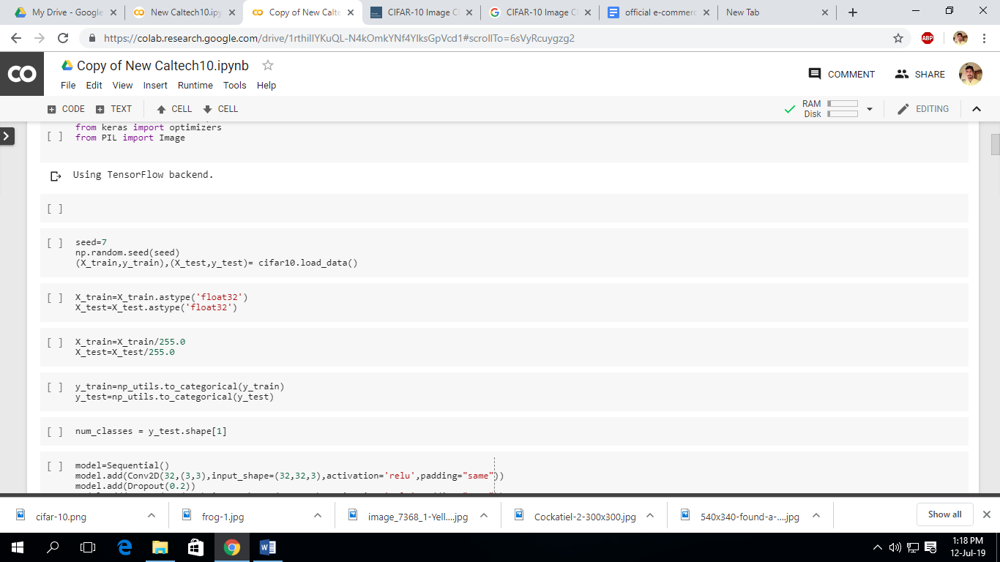 My Drive - Google
New Caltech10.ipy
Copy of New Calte
CIFAR-10 Image C
CIFAR-10 Image C
official e-commerc
New Tab
https://colab.research.google.com/drive/1rthiIlYKuQL-N4kOmkYNf4YlksGpVcd1#scrollTo=6sVyRcuygzg2
ABP
CO
Copy of New Caltech10.ipynb
COMMENT
SHARE
File Edit View Insert Runtime Tools Help
CODE TEXT CELL CELL
RAM
Disk
EDITING
from keras import optimizers
[ ] from PIL import Image
Using TensorFlow backend.
[ ]
[ ] seed=7
np.random.seed(seed)
(X_train,y_train),(X_test,y_test)= cifar10.load_data()
[ ] X_train=X_train.astype('float32')
X_test=X_test.astype('float32')
[ ] X_train=X_train/255.0
X_test=X_test/255.0
[ ] y_train=np_utils.to_categorical(y_train)
y_test=np_utils.to_categorical(y_test)
[ ] num_classes = y_test.shape[1]
[ ] model=Sequential()
model.add(Conv2D(32,(3,3),input_shape=(32,32,3),activation='relu',padding="same"))
model.add(Dropout(0.2))
cifar-10.png
frog-1.jpg
image_7368_1-Yell....jpg
Cockatiel-2-300x300.jpg
540x340-found-a-....jpg
Show all
1:18 PM
12-Jul-19